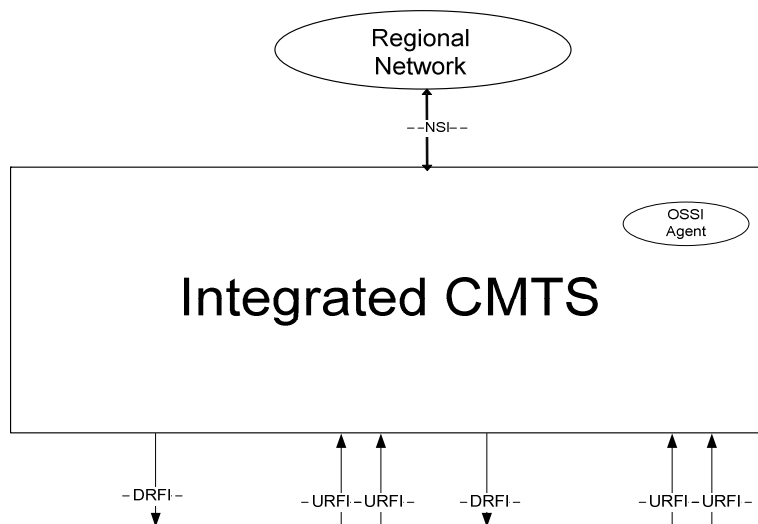 Regional
Network
--NSI--
OSSI
Agent
Integrated CMTS
-DRFI-
-URFI-
-URFI-
-DRFI-
-URFI-
-URFI-